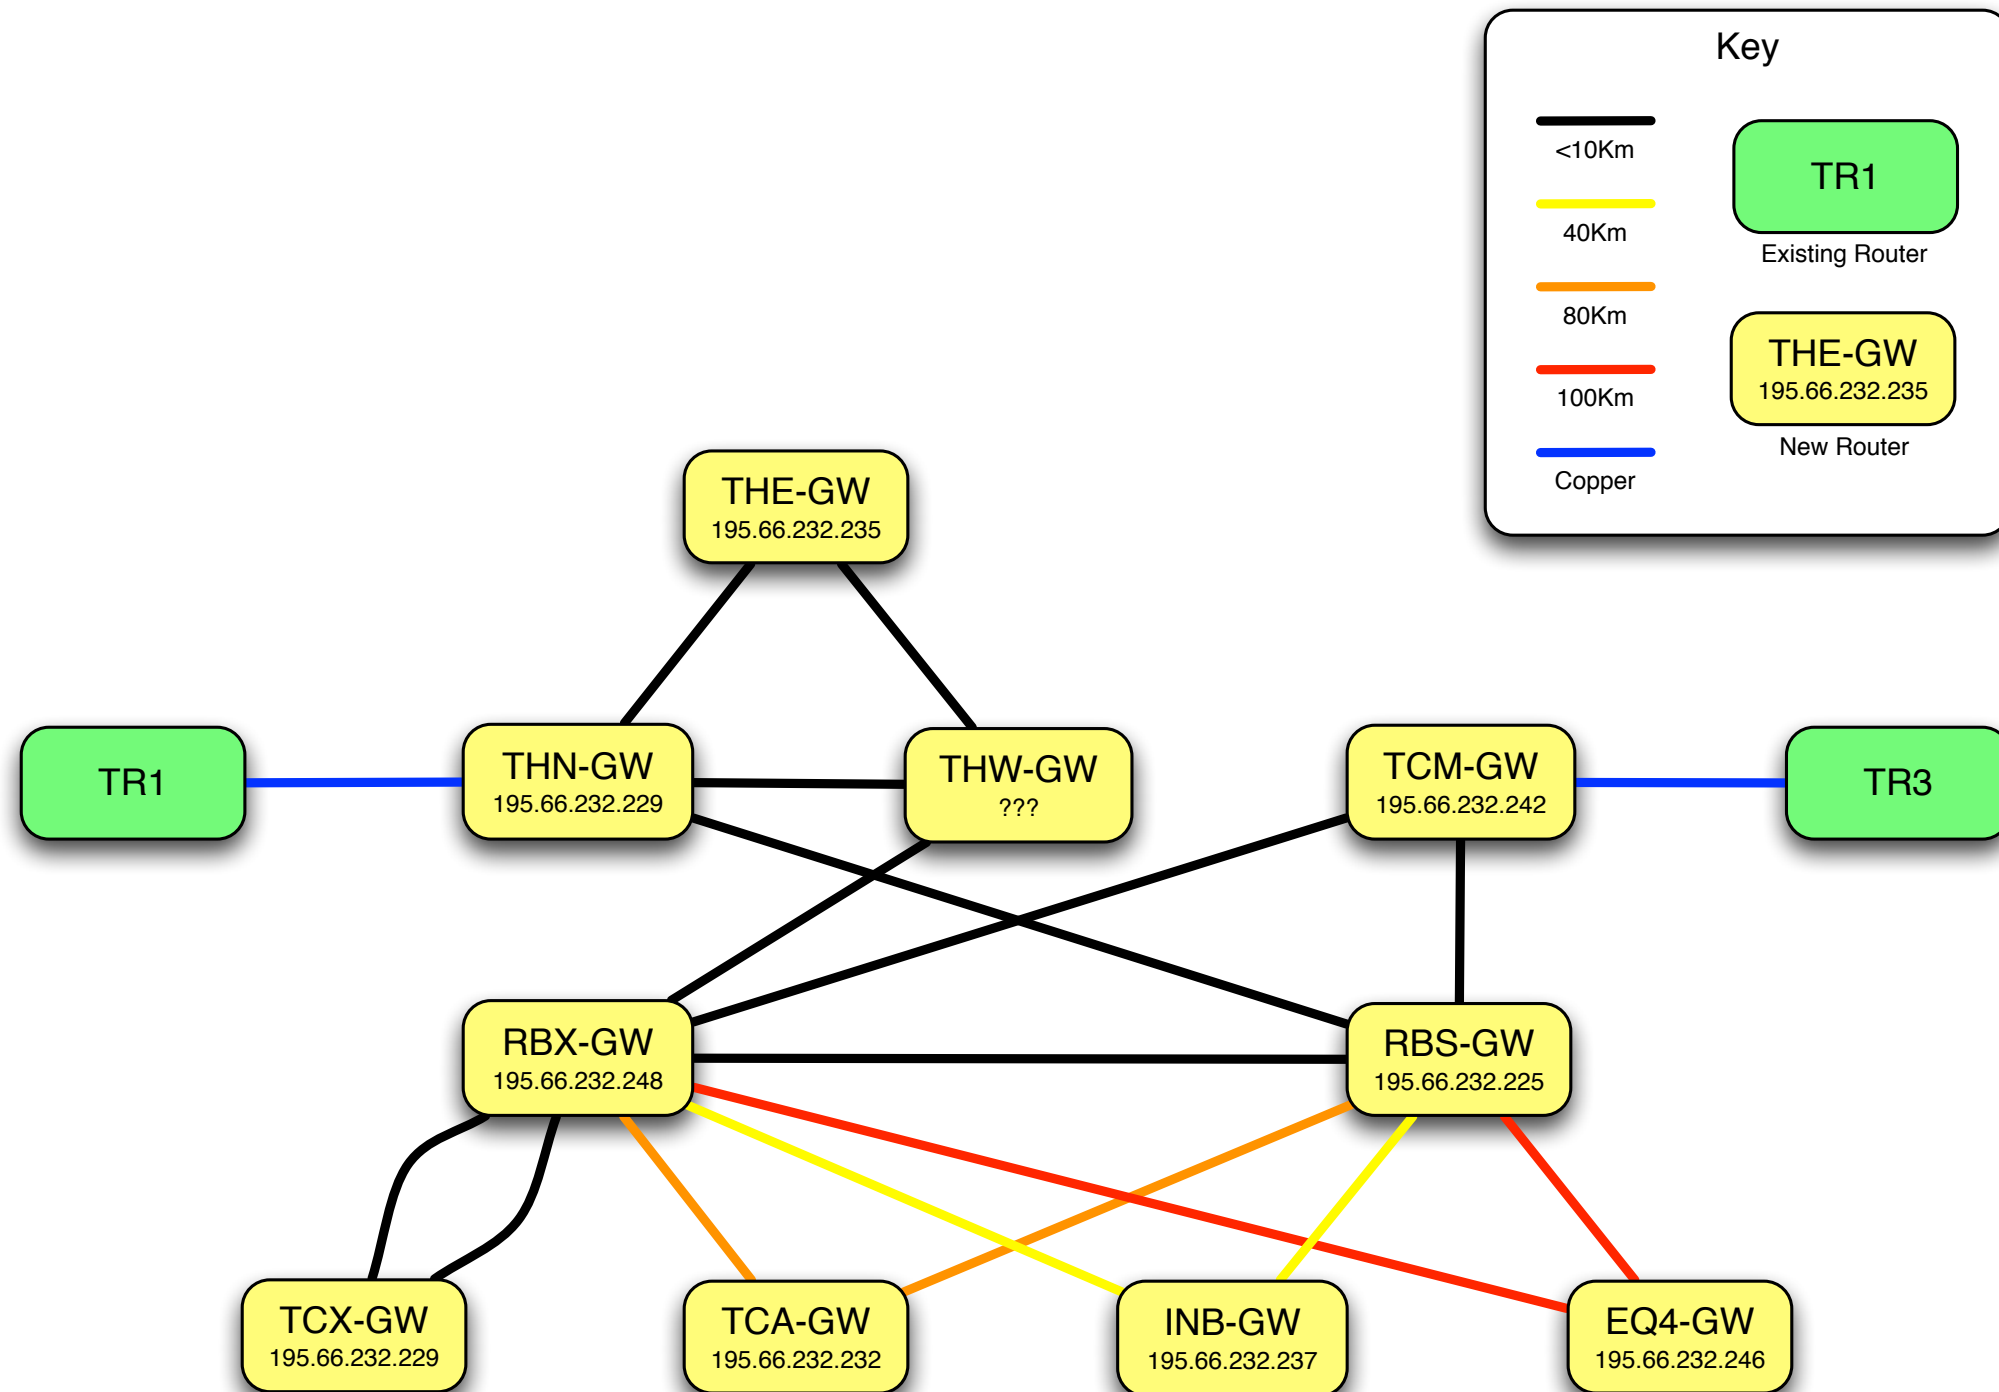 Key
<10Km
TR1
40Km
Existing Router
80Km
THE-GW
195.66.232.235
100Km
New Router
Copper
THE-GW
195.66.232.235
TR1
THN-GW
195.66.232.229
THW-GW
???
TCM-GW
195.66.232.242
TR3
RBX-GW
195.66.232.248
RBS-GW
195.66.232.225
TCX-GW
195.66.232.229
TCA-GW
195.66.232.232
INB-GW
195.66.232.237
EQ4-GW
195.66.232.246